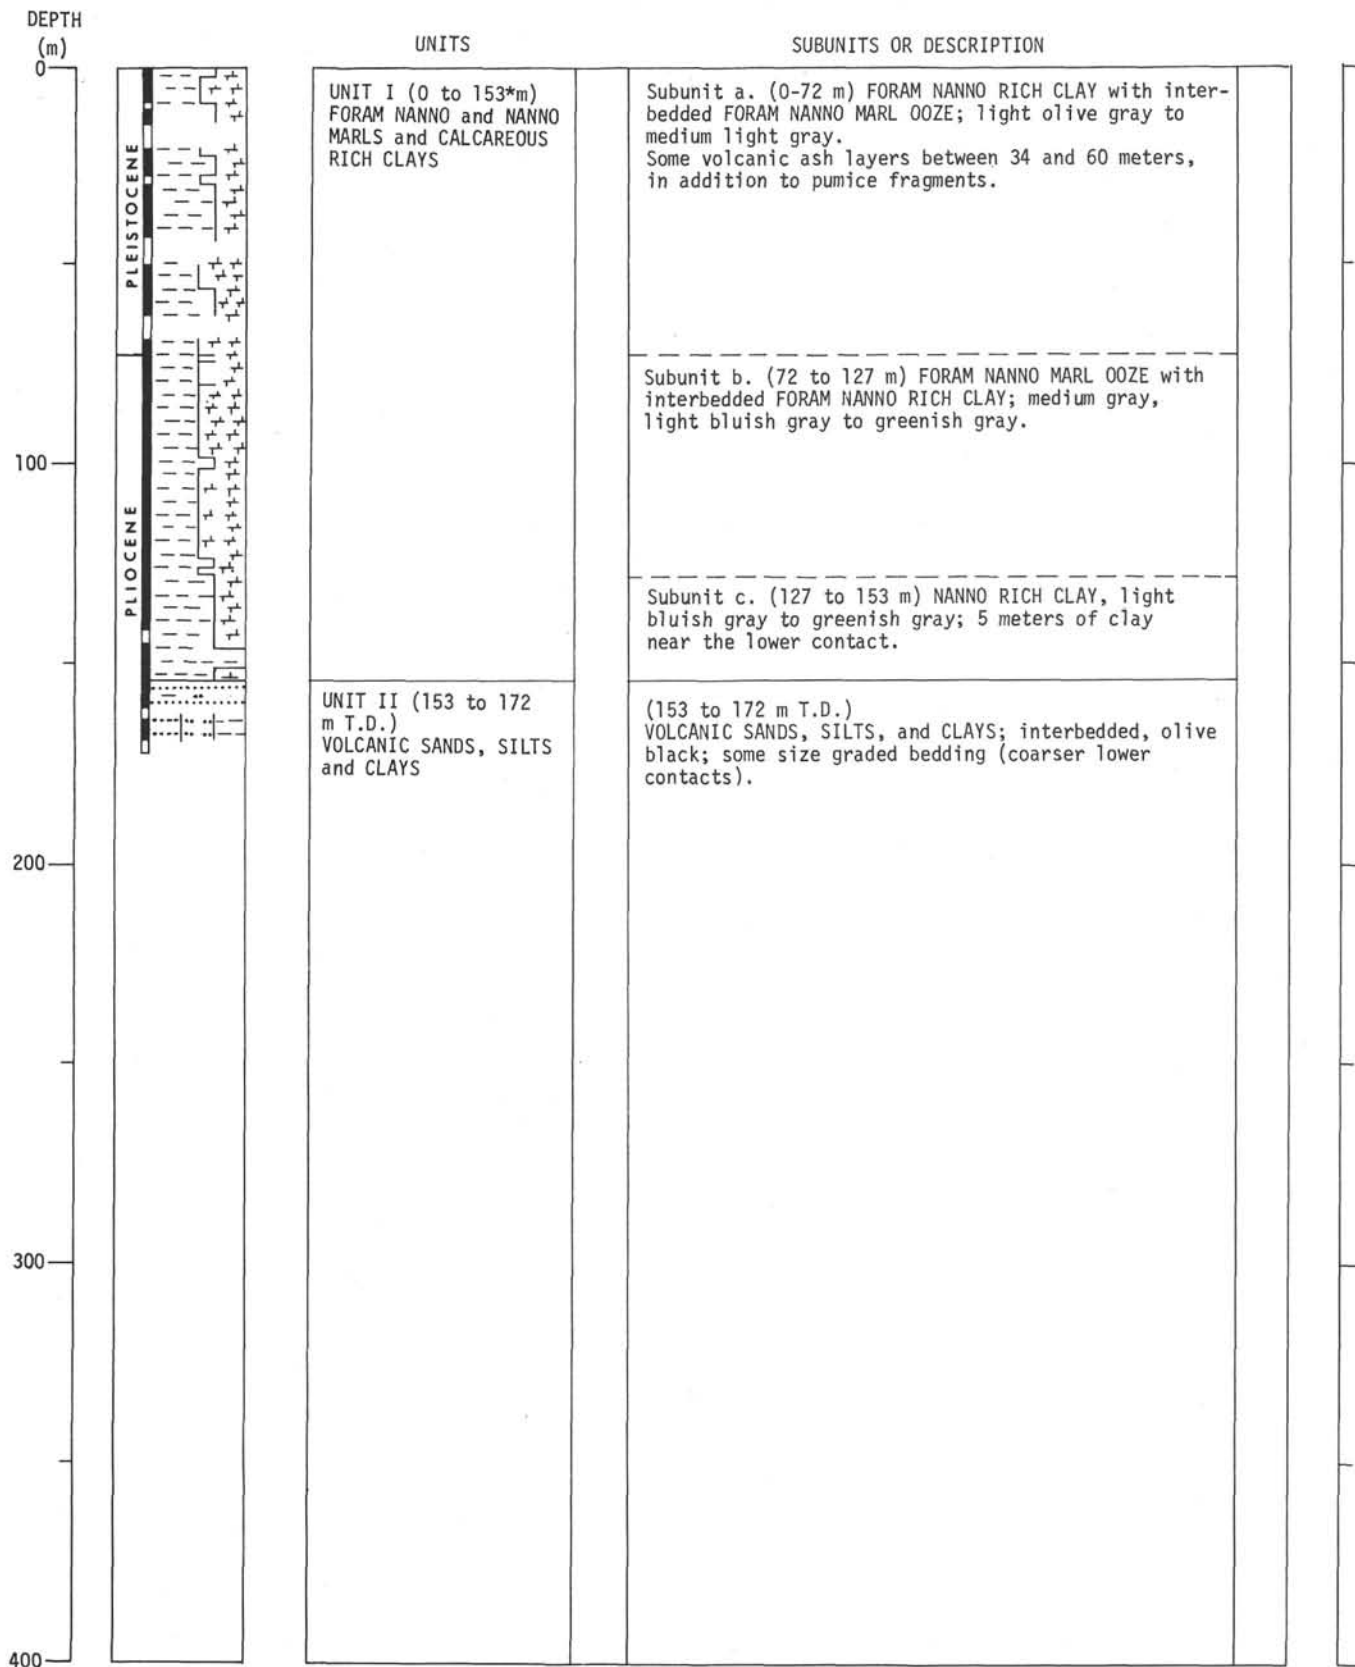 DEPTH
(m)
UNITS
SUBUNITS OR DESCRIPTION
0
100
200
300
400
PLEISTOCENE
PLIOCENE
UNIT I (0 to 153*m)
FORAM NANNO and NANNO
MARLS and CALCAREOUS
RICH CLAYS
UNIT II (153 to 172
m T.D.)
VOLCANIC SANDS, SILTS
and CLAYS
Subunit a. (0-72 m) FORAM NANNO RICH CLAY with inter-
bedded FORAM NANNO MARL OOZE; light olive gray to
medium light gray.
Some volcanic ash layers between 34 and 60 meters,
in addition to pumice fragments.
Subunit b. (72 to 127 m) FORAM NANNO MARL OOZE with
interbedded FORAM NANNO RICH CLAY; medium gray,
light bluish gray to greenish gray.
Subunit c. (127 to 153 m) NANNO RICH CLAY, light
bluish gray to greenish gray; 5 meters of clay
near the lower contact.
(153 to 172 m T.D.)
VOLCANIC SANDS, SILTS, and CLAYS; interbedded, olive
black; some size graded bedding (coarser lower
contacts).